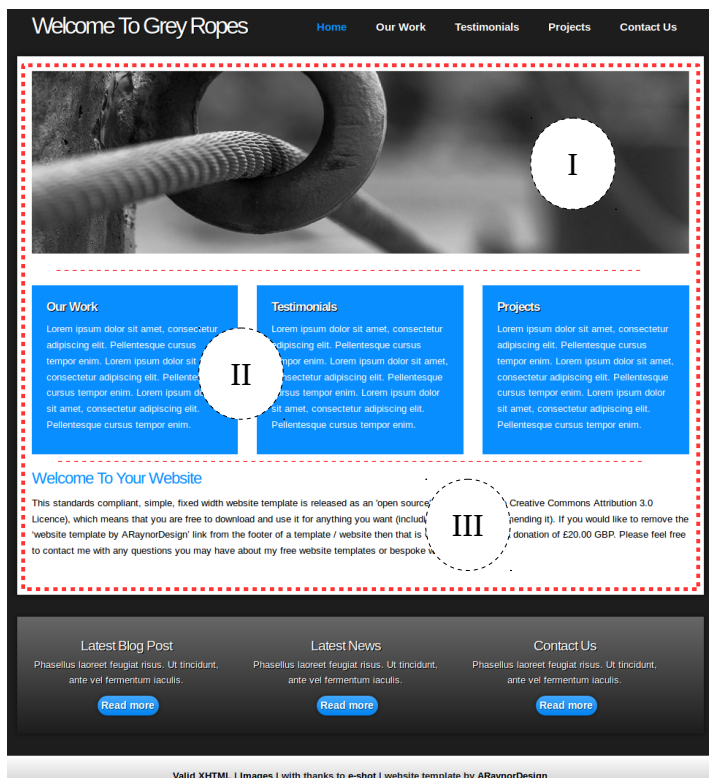 Welcome To Grey Ropes
Home Our Work Testimonials Projects Contact Us
I
Our Work
Lorem ipsum dolor sit amet, consectetur
adipiscing elit. Pellentesque cursus
tempor enim. Lorem ipsum dolor sit
consectetur adipiscing elit.
cursus tempor enim. Lorem ipsum
sit amet, consectetur adipiscing elit.
Pellentesque cursus tempor enim.
II
Testimonials
Lorem ipsum dolor sit amet, consectetur
adipiscing elit. Pellentesque cursus
enim. Lorem ipsum dolor sit amet,
adipiscing elit. Pellentesque
tempor enim. Lorem ipsum dolor
sit amet, consectetur adipiscing elit.
Pellentesque cursus tempor enim.
Projects
Lorem ipsum dolor sit amet, consectetur
adipiscing elit. Pellentesque cursus
tempor enim. Lorem ipsum dolor sit amet,
consectetur adipiscing elit. Pellentesque
cursus tempor enim. Lorem ipsum dolor
sit amet, consectetur adipiscing elit.
Pellentesque cursus tempor enim.
Welcome To Your Website
This standards compliant, simple, fixed width website template is released as an 'open source' Creative Commons Attribution 3.0
Licence), which means that you are free to download and use it for anything you want If you would like to remove the
'website template by ARaynorDesign' link from the footer of a template / website then that is donation of £20.00 GBP. Please feel free
to contact me with any questions you may have about my free website templates or bespoke
III
Latest Blog Post
Phasellus laoreet feugiat risus. Ut tincidunt,
ante vel fermentum iaculis.
Read more
Latest News
Phasellus laoreet feugiat risus. Ut tincidunt,
ante vel fermentum iaculis.
Read more
Contact Us
Phasellus laoreet feugiat risus. Ut tincidunt,
ante vel fermentum iaculis.
Read more
Valid XHTML | Images | with thanks to e-shot | website template by ARaynorDesign